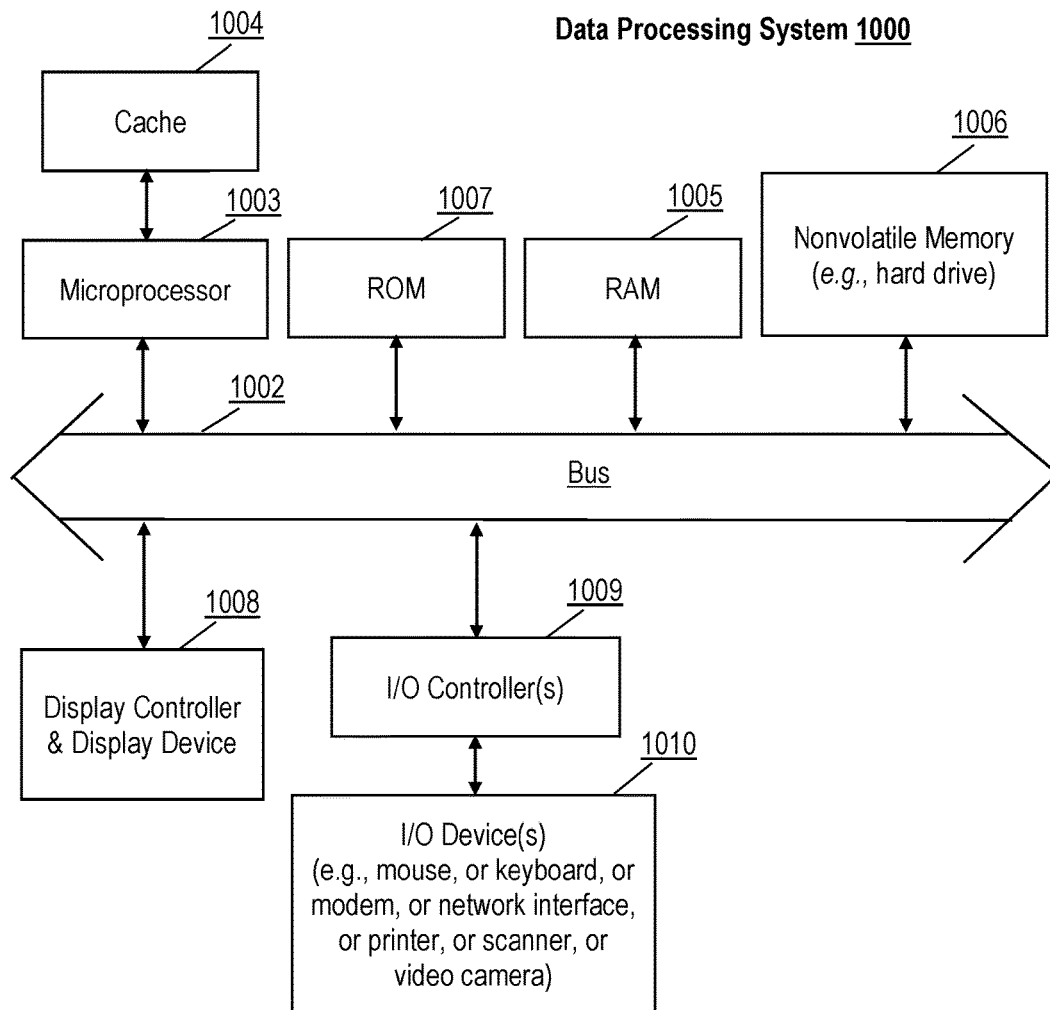 Data Processing System 1000
1004
Cache
1003
Microprocessor
1007
ROM
1005
RAM
1006
Nonvolatile Memory
(e.g., hard drive)
1002
Bus
1008
Display Controller
& Display Device
1009
I/O Controller(s)
1010
I/O Device(s)
(e.g., mouse, or keyboard, or
modem, or network interface,
or printer, or scanner, or
video camera)